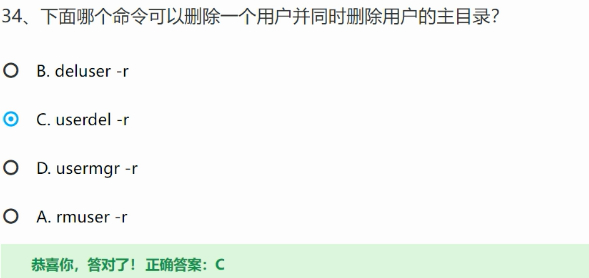 34、下面哪个命令可以删除一个用户并同时删除用户的主目录?
B. deluser -r
C. userdel -r
D. usermgr -r
A. rmuser -r
恭喜你，答对了！正确答案：C